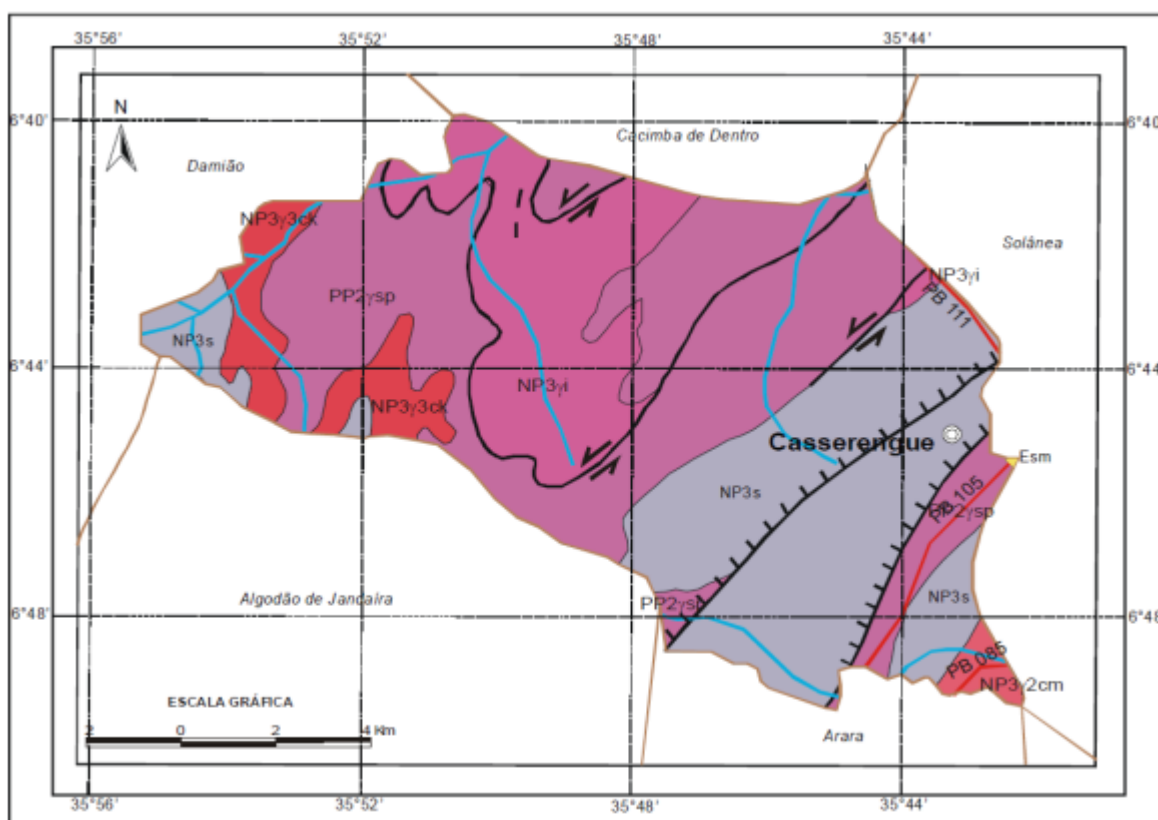 35°56' 35°52' 35°48' 35°44'
6°40' 6°40'
N
Cacimba de Dentro
Damião
NP3γ3ck
Solânea
NP3γi
PP2γsp
PB 111
NP3s
6°44' 6°44'
NP3γi
NP3γ3ck
Casserengue
Esm
NP3s
PB 105
PP2γsp
NP3s
Algodão de Jandaíra
PP2γsp
6°48' 6°48'
PB 085
NP3γ2cm
ESCALA GRÁFICA
2 0 2 4 Km
Arara
35°56' 35°52' 35°48' 35°44'